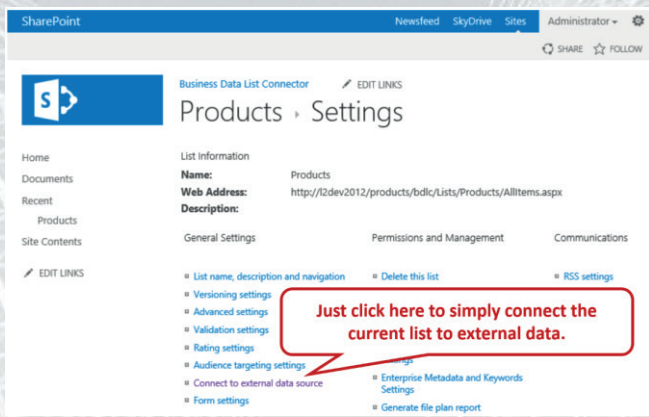 SharePoint
Newsfeed SkyDrive Sites Administrator
SHARE FOLLOW
S
Business Data List Connector EDIT LINKS
Products Settings
Home
Documents
Recent
Products
Site Contents
EDIT LINKS
List Information
Name: Products
Web Address: http://l2dev2012/products/bdlc/Lists/Products/AllItems.aspx
Description:
General Settings
List name, description and navigation
Versioning settings
Advanced settings
Validation settings
Rating settings
Audience targeting settings
Connect to external data source
Form settings
Permissions and Management
Delete this list
Enterprise Metadata and Keywords
Settings
Generate file plan report
Communications
RSS settings
Just click here to simply connect the
current list to external data.